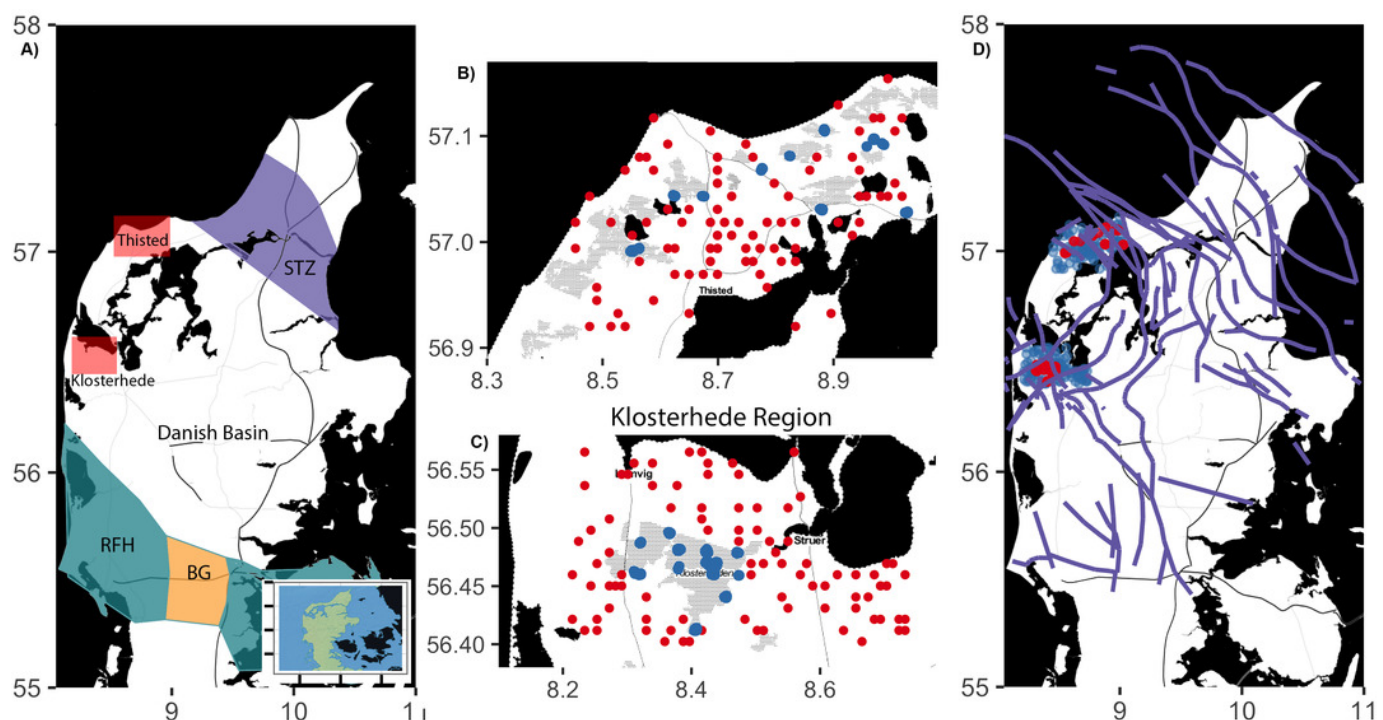 A)
58
57
56
55
9
10
Thisted
STZ
Klosterhede
Danish Basin
RFH
BG
B)
57.1
57.0
56.9
8.3
8.5
8.7
8.9
Thisted
Klosterhede Region
C)
56.55
56.50
56.45
56.40
8.2
8.4
8.6
Struer
D)
58
57
56
55
9
10
11